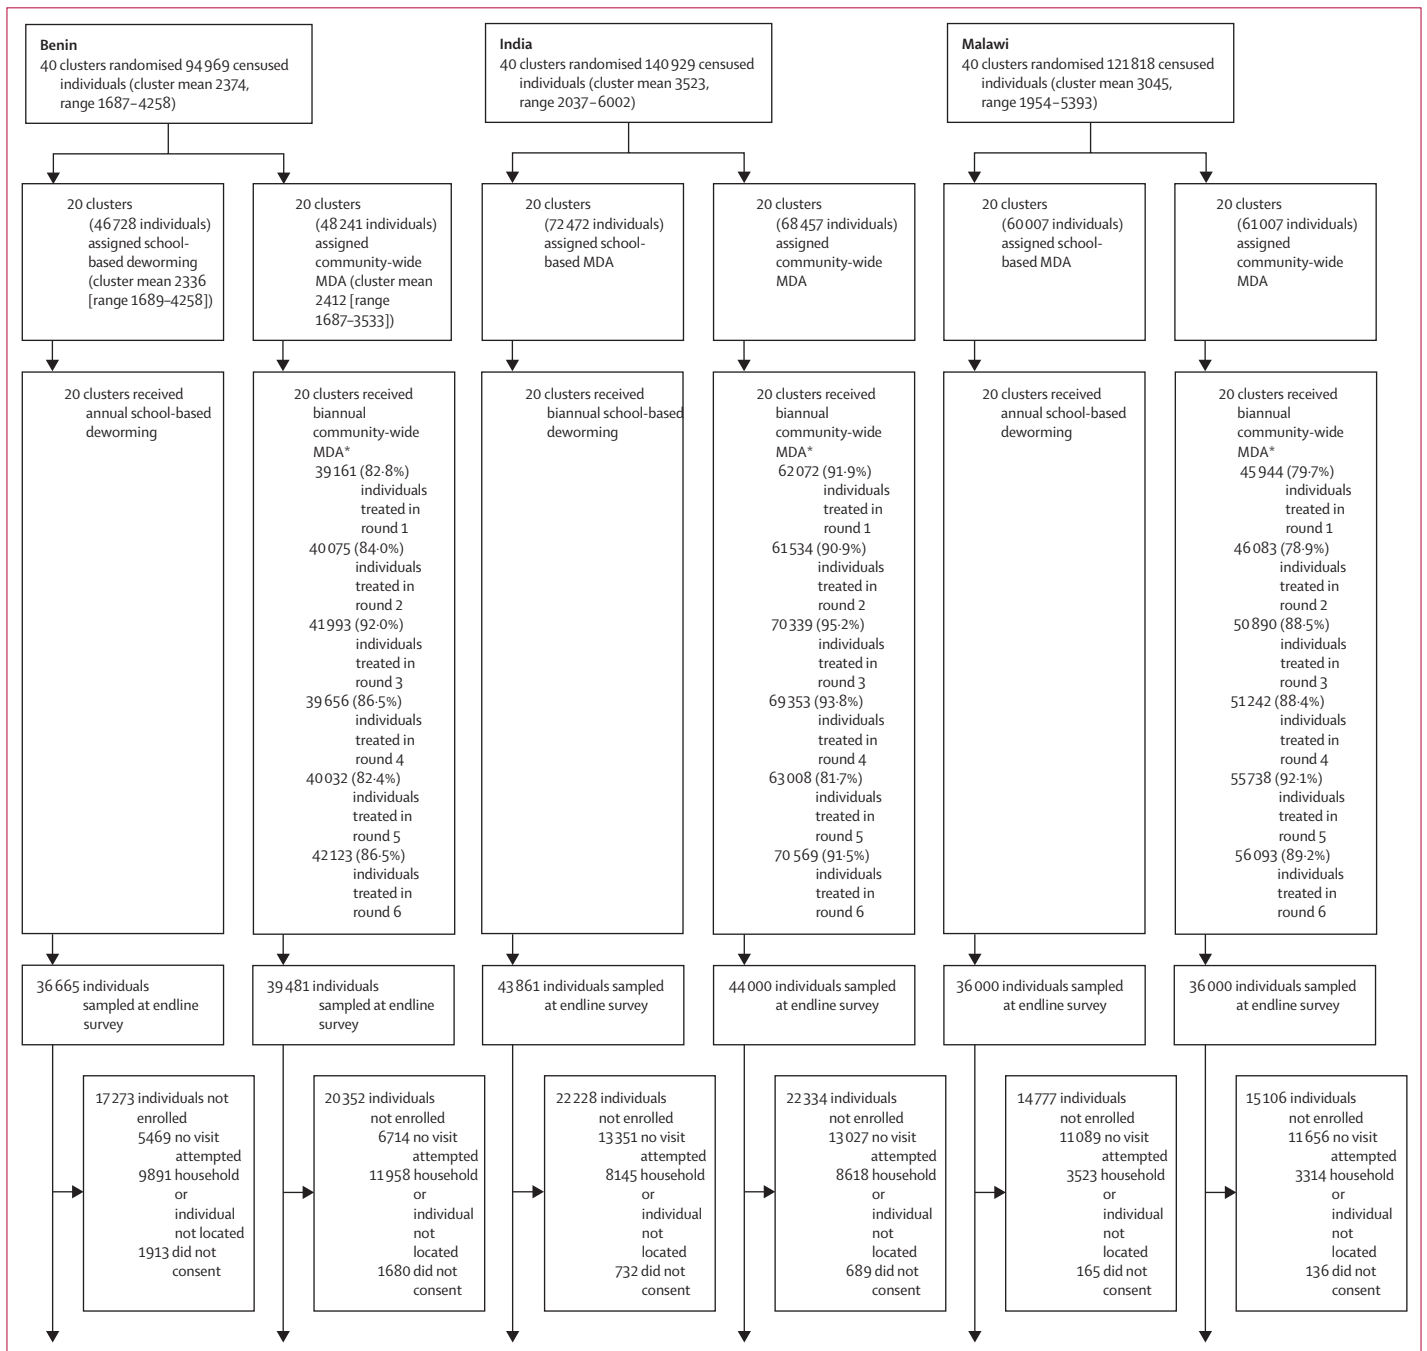 Benin
40 clusters randomised 94 969 censused
individuals (cluster mean 2374,
range 1687–4258)
India
40 clusters randomised 140 929 censused
individuals (cluster mean 3523,
range 2037–6002)
Malawi
40 clusters randomised 121 818 censused
individuals (cluster mean 3045,
range 1954–5393)
20 clusters
(46 728 individuals)
assigned school-
based deworming
(cluster mean 2336
[range 1689–4258])
20 clusters
(48 241 individuals)
assigned
community-wide
MDA (cluster mean
2412 [range
1687–3533])
20 clusters
(72 472 individuals)
assigned school-
based MDA
20 clusters
(68 457 individuals)
assigned
community-wide
MDA
20 clusters
(60 007 individuals)
assigned school-
based MDA
20 clusters
(61 007 individuals)
assigned
community-wide
MDA
20 clusters received
annual school-based
deworming
20 clusters received
biannual
community-wide
MDA*
39 161 (82·8%)
individuals
treated in
round 1
40 075 (84·0%)
individuals
treated in
round 2
41 993 (92·0%)
individuals
treated in
round 3
39 656 (86·5%)
individuals
treated in
round 4
40 032 (82·4%)
individuals
treated in
round 5
42 123 (86·5%)
individuals
treated in
round 6
20 clusters received
biannual school-based
deworming
20 clusters received
biannual
community-wide
MDA*
62 072 (91·9%)
individuals
treated in
round 1
61 534 (90·9%)
individuals
treated in
round 2
70 339 (95·2%)
individuals
treated in
round 3
69 353 (93·8%)
individuals
treated in
round 4
63 008 (81·7%)
individuals
treated in
round 5
70 569 (91·5%)
individuals
treated in
round 6
20 clusters received
annual school-based
deworming
20 clusters received
biannual
community-wide
MDA*
45 944 (79·7%)
individuals
treated in
round 1
46 083 (78·9%)
individuals
treated in
round 2
50 890 (88·5%)
individuals
treated in
round 3
51 242 (88·4%)
individuals
treated in
round 4
55 738 (92·1%)
individuals
treated in
round 5
56 093 (89·2%)
individuals
treated in
round 6
36 665 individuals
sampled at endline
survey
39 481 individuals
sampled at endline
survey
43 861 individuals sampled
at endline survey
44 000 individuals sampled
at endline survey
36 000 individuals sampled
at endline survey
36 000 individuals sampled
at endline survey
17 273 individuals not
enrolled
5469 no visit
attempted
9891 household
or
individual
not located
1913 did not
consent
20 352 individuals
not enrolled
6714 no visit
attempted
11 958 household
or
individual
not
located
1680 did not
consent
22 228 individuals
not enrolled
13 351 no visit
attempted
8145 household
or
individual
not
located
732 did not
consent
22 334 individuals
not enrolled
13 027 no visit
attempted
8618 household
or
individual
not
located
689 did not
consent
14 777 individuals
not enrolled
11 089 no visit
attempted
3523 household
or
individual
not
located
165 did not
consent
15 106 individuals
not enrolled
11 656 no visit
attempted
3314 household
or
individual
not
located
136 did not
consent